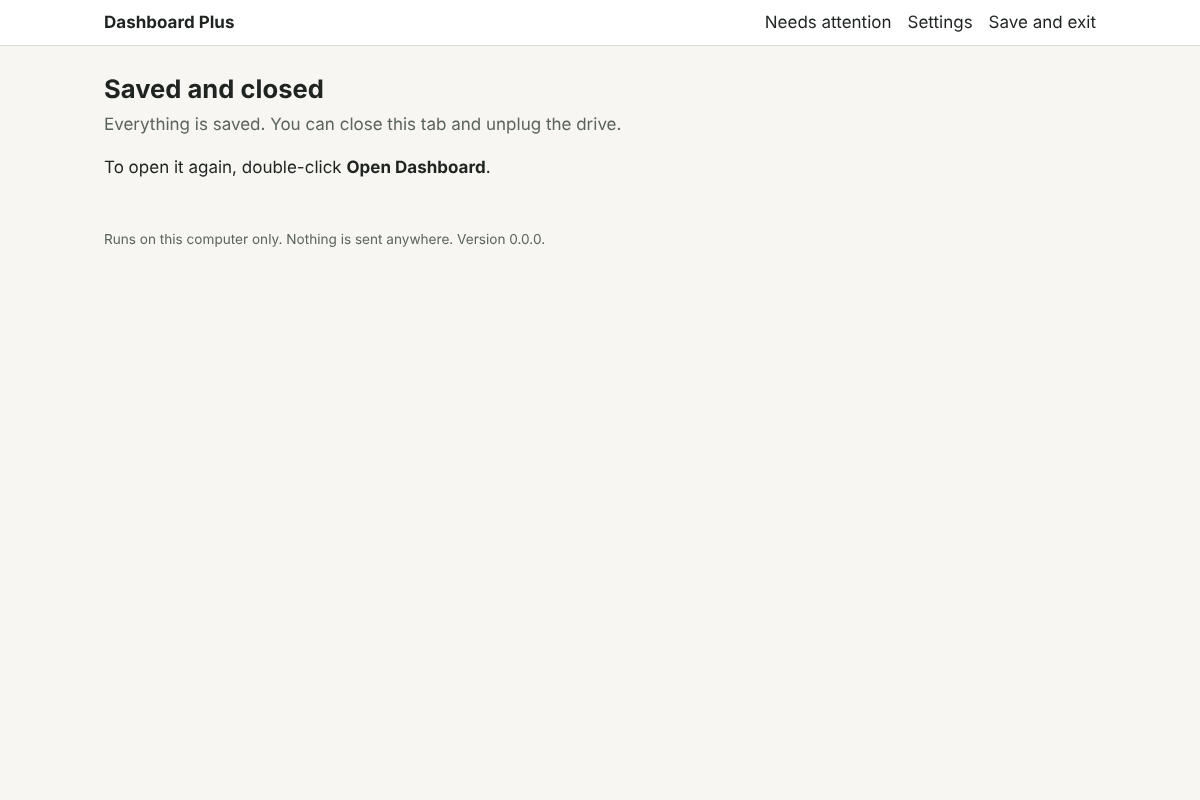 Dashboard Plus
Needs attention Settings Save and exit
Saved and closed
Everything is saved. You can close this tab and unplug the drive.
To open it again, double-click Open Dashboard.
Runs on this computer only. Nothing is sent anywhere. Version 0.0.0.